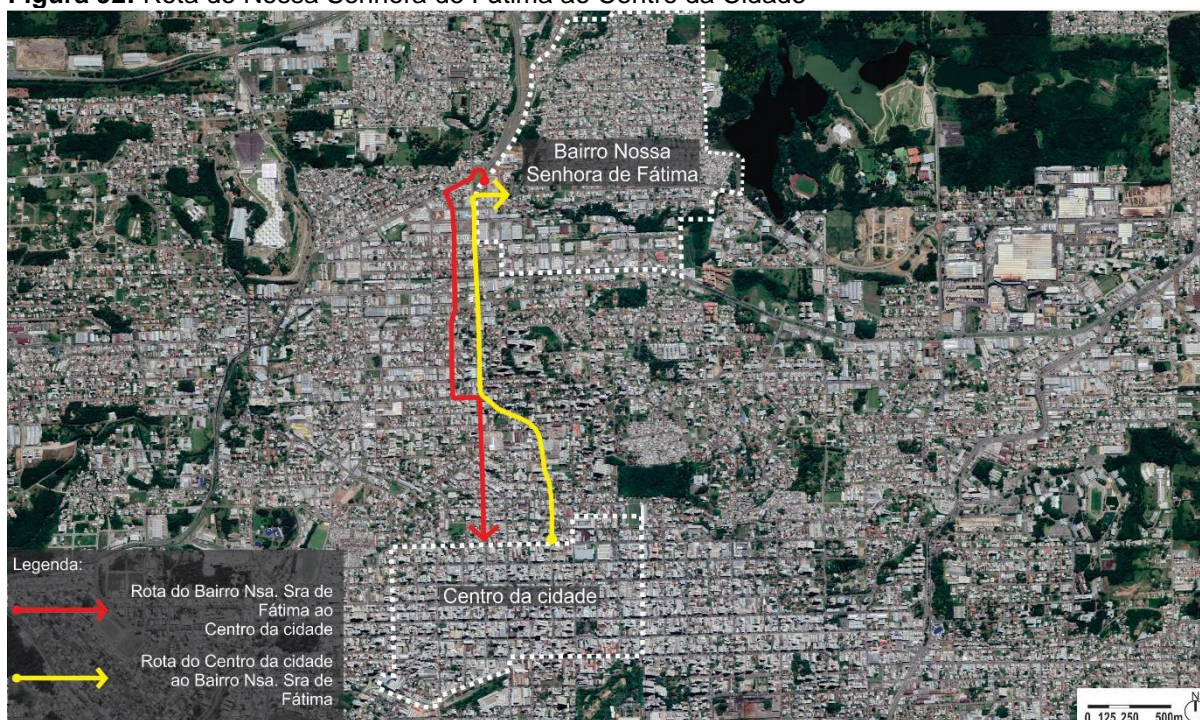 Figura 92: Rota do Nossa Senhora de Fátima ao Centro da Cidade
Bairro Nossa
Senhora de Fátima
Centro da cidade
Legenda:
Rota do Bairro Nsa. Sra de
Fátima ao
Centro da cidade
Rota do Centro da cidade
ao Bairro Nsa. Sra de
Fátima
N
0 125 250 500m